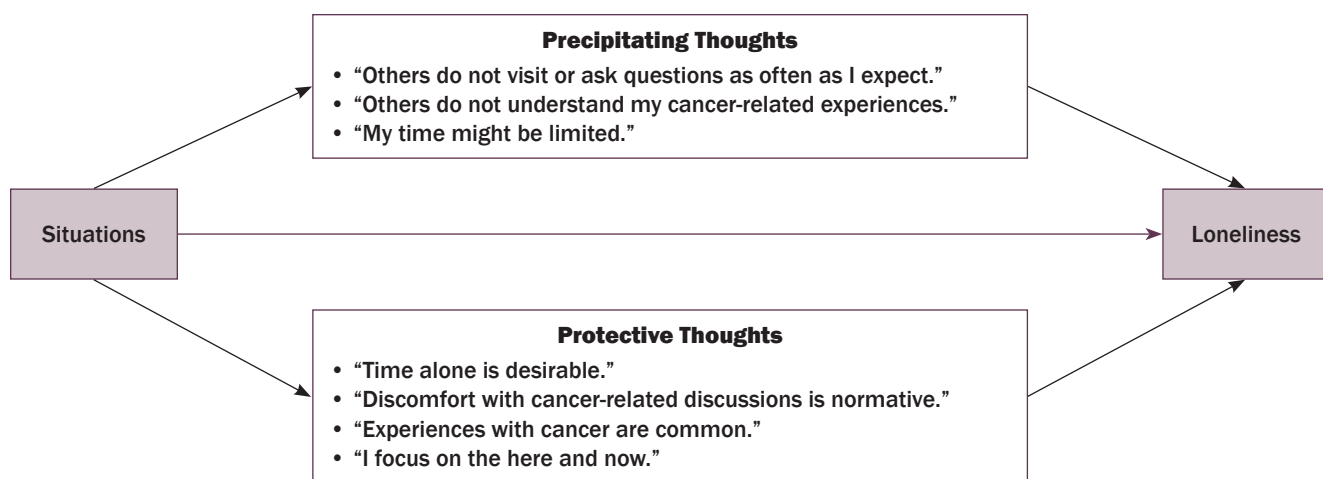 Precipitating Thoughts
• “Others do not visit or ask questions as often as I expect.”
• “Others do not understand my cancer-related experiences.”
• “My time might be limited.”
Situations
Loneliness
Protective Thoughts
• “Time alone is desirable.”
• “Discomfort with cancer-related discussions is normative.”
• “Experiences with cancer are common.”
• “I focus on the here and now.”